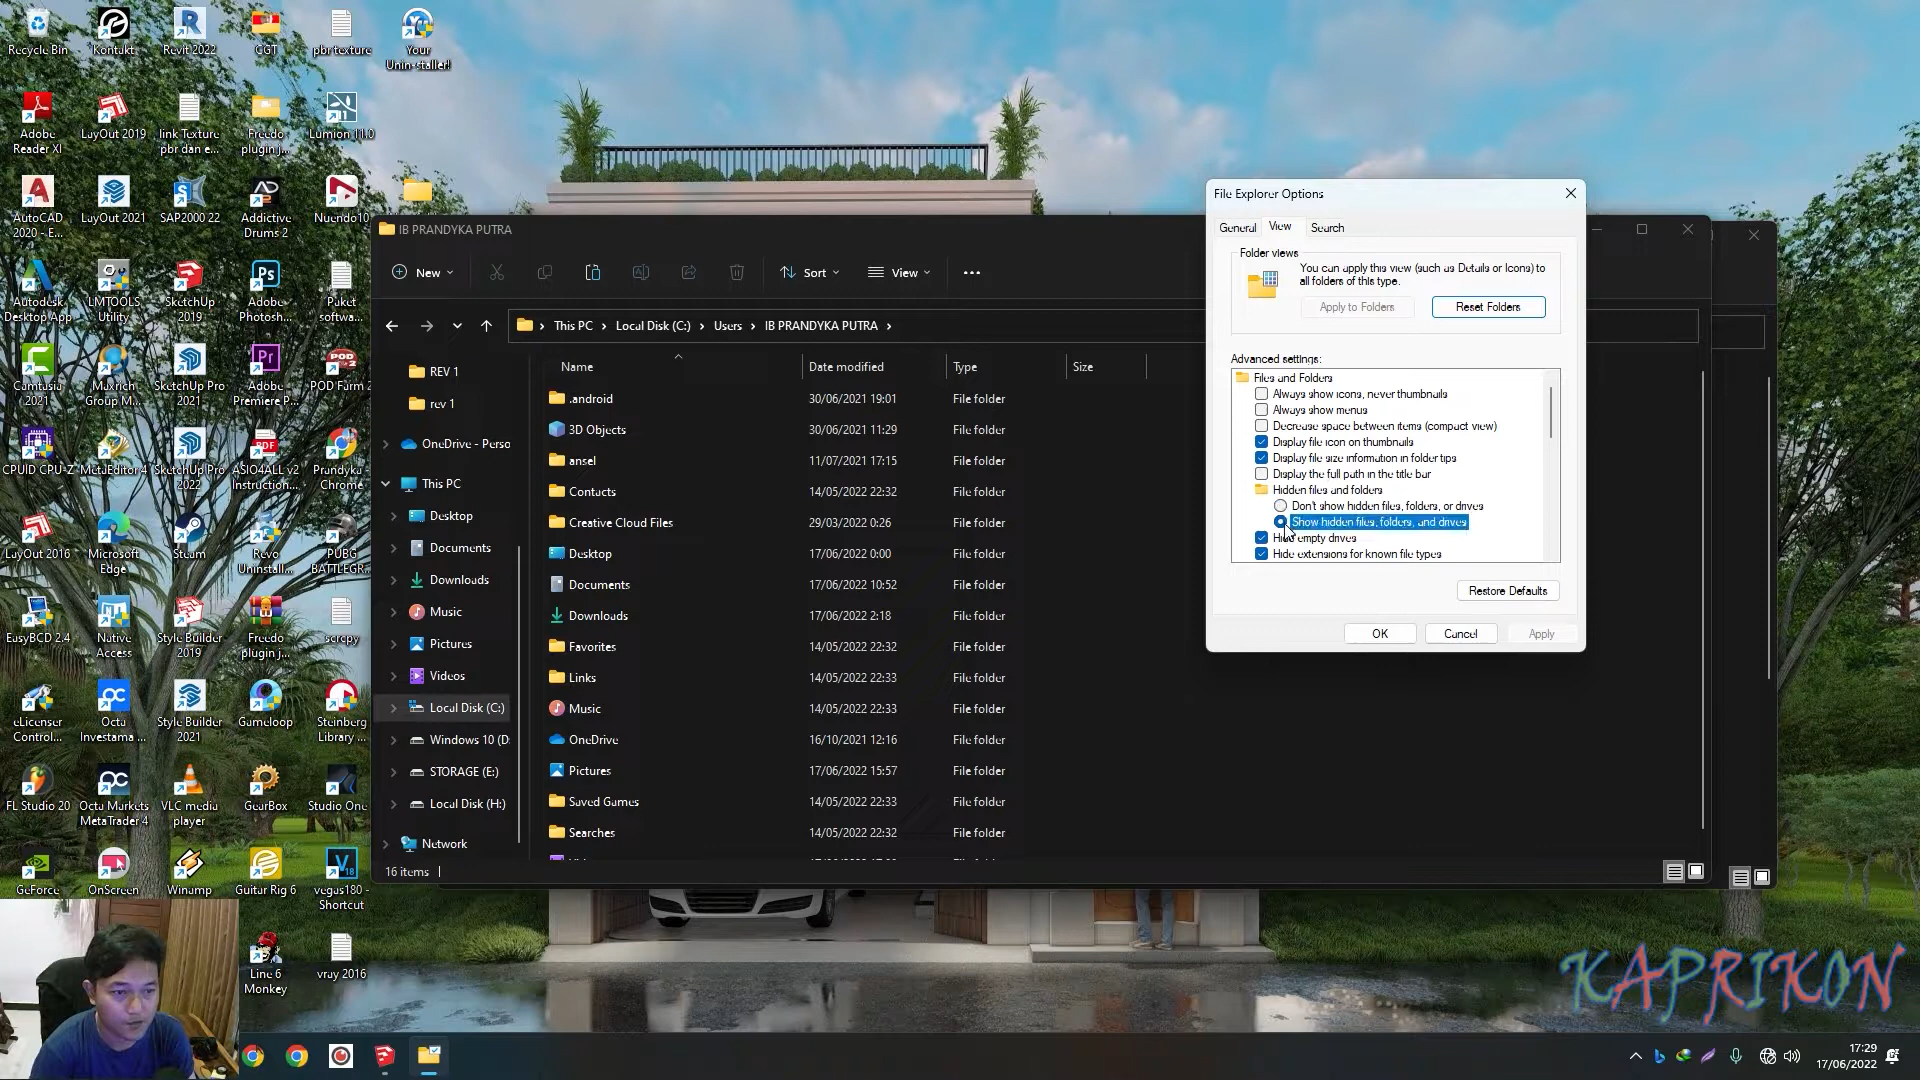 Recycle Bin
Kontakt
Revit 2022
CGT
pbr texture
Your
Unin-staller!
Adobe
Reader XI
LayOut 2019
link Texture
pbr dan e...
Freedo
plugin j...
Lumion 11.0
AutoCAD
2020 - E...
LayOut 2021
SAP2000 22
Addictive
Drums 2
Nuendo10
Autodesk
Desktop App
LMTOOLS
Utility
SketchUp
2019
Adobe
Photosh...
Paket
softwa...
Camtasia
2021
Maxrich
Group M...
SketchUp Pro
2021
Adobe
Premiere P...
POD Farm 2
CPUID CPU-Z
MetaEditor 4
SketchUp Pro
2022
ASIO4ALL v2
Instruction...
Prandyka -
Chrome
LayOut 2016
Microsoft
Edge
Steam
Revo
Uninstall...
PUBG
BATTLEGR...
EasyBCD 2.4
Native
Access
Style Builder
2019
Freedo
plugin j...
scrcpy
eLicenser
Control...
Octa
Investama ...
Style Builder
2021
Gameloop
Steinberg
Library ...
FL Studio 20
Octa Markets
MetaTrader 4
VLC media
player
GearBox
Studio One
GeForce
OnScreen
Winamp
Guitar Rig 6
vegas180 -
Shortcut
Line 6
Monkey
vray 2016
IB PRANDYKA PUTRA
New
Sort
View
This PC
Local Disk (C:)
Users
IB PRANDYKA PUTRA
REV 1
rev 1
OneDrive - Perso
This PC
Desktop
Documents
Downloads
Music
Pictures
Videos
Local Disk (C:)
Windows 10 (D:
STORAGE (E:)
Local Disk (H:)
Network
Name Date modified Type Size
.android 30/06/2021 19:01 File folder
3D Objects 30/06/2021 11:29 File folder
ansel 11/07/2021 17:15 File folder
Contacts 14/05/2022 22:32 File folder
Creative Cloud Files 29/03/2022 0:26 File folder
Desktop 17/06/2022 0:00 File folder
Documents 17/06/2022 10:52 File folder
Downloads 17/06/2022 2:18 File folder
Favorites 14/05/2022 22:32 File folder
Links 14/05/2022 22:33 File folder
Music 14/05/2022 22:33 File folder
OneDrive 16/10/2021 12:16 File folder
Pictures 17/06/2022 15:57 File folder
Saved Games 14/05/2022 22:33 File folder
Searches 14/05/2022 22:32 File folder
16 items
File Explorer Options
General View Search
Folder views
You can apply this view (such as Details or Icons) to
all folders of this type.
Apply to Folders Reset Folders
Advanced settings:
Files and Folders
Always show icons, never thumbnails
Always show menus
Decrease space between items (compact view)
Display file icon on thumbnails
Display file size information in folder tips
Display the full path in the title bar
Hidden files and folders
Don't show hidden files, folders, or drives
Show hidden files, folders, and drives
Hide empty drives
Hide extensions for known file types
Restore Defaults
OK Cancel Apply
KAPRIKON
17:29
17/06/2022